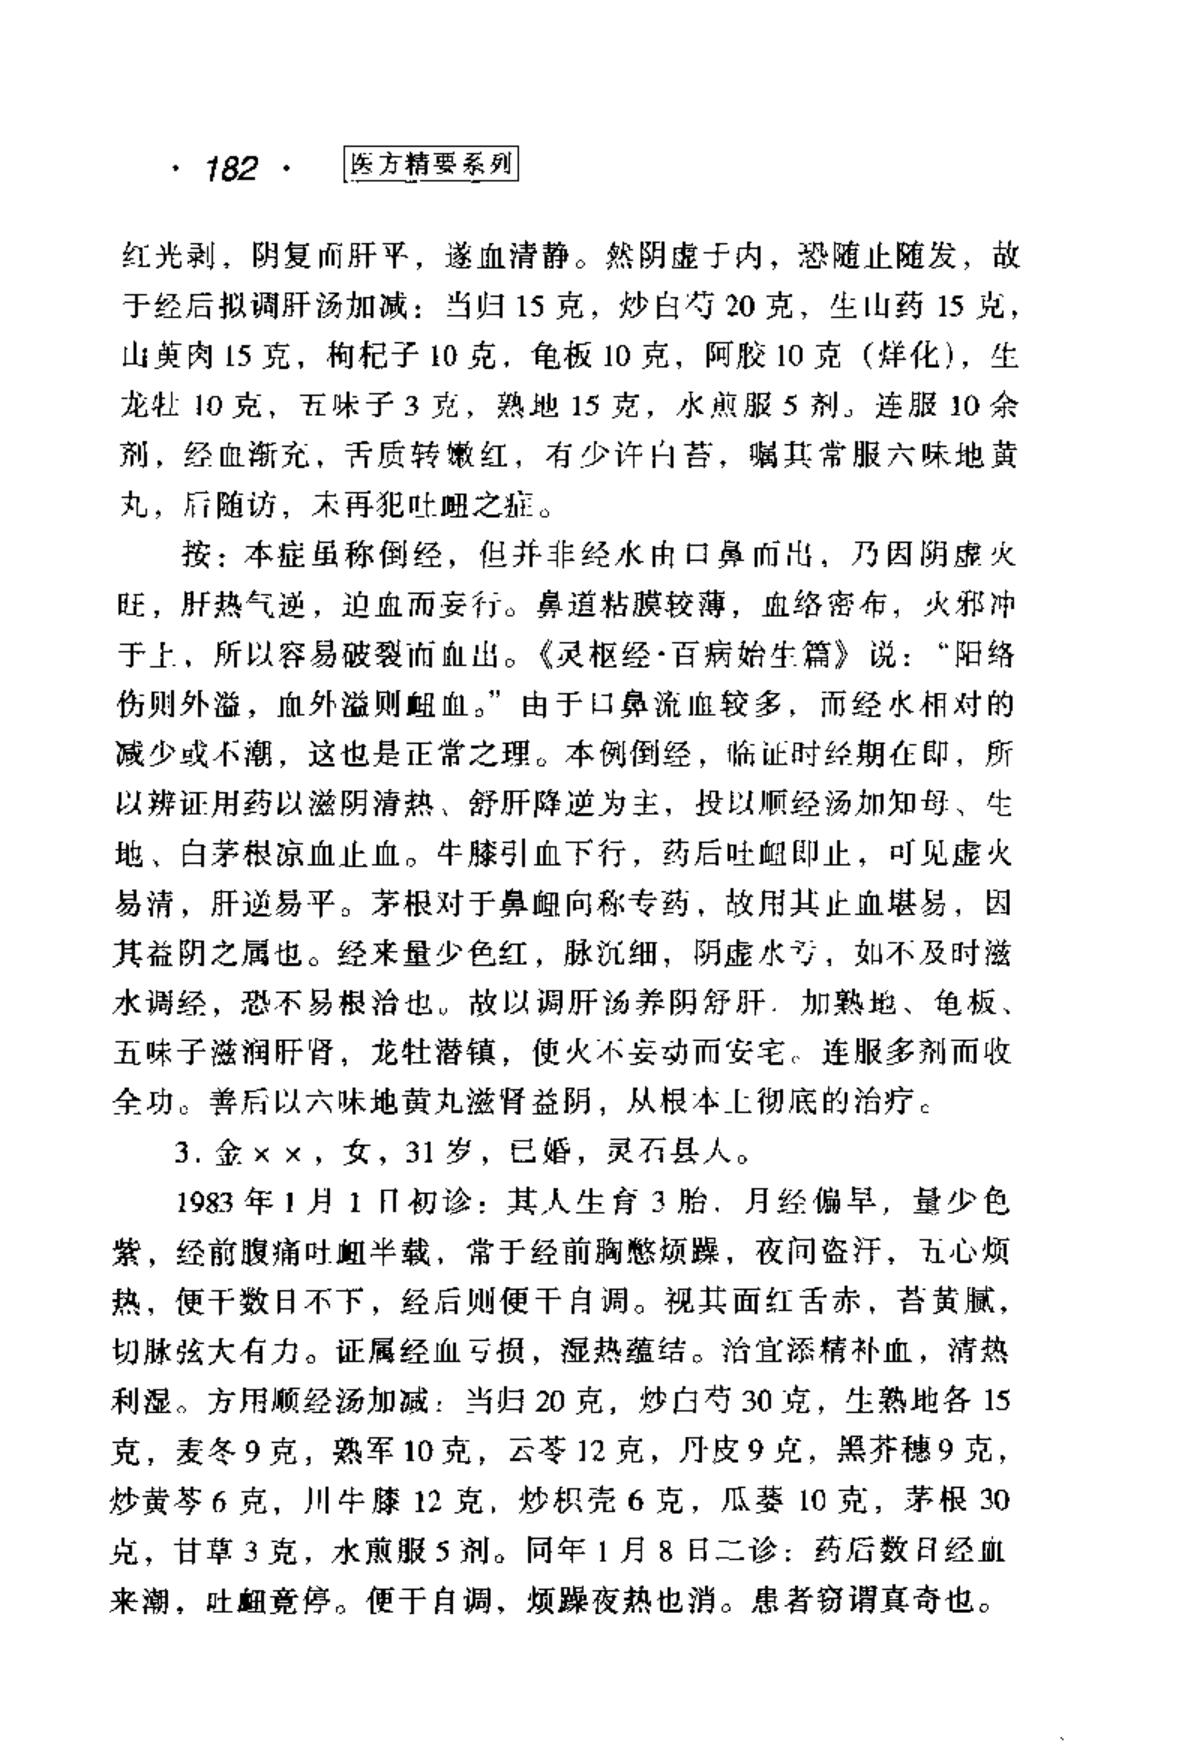 · 182 · 医方精要系列
红光剥，阴复而肝平，遂血清静。然阴虚于内，恐随止随发，故
于经后拟调肝汤加减：当归 15 克，炒白芍 20 克，生山药 15 克，
山萸肉 15 克，枸杞子 10 克，龟板 10 克，阿胶 10 克（烊化），生
龙牡 10 克，五味子 3 克，熟地 15 克，水煎服 5 剂。连服 10 余
剂，经血渐充，舌质转嫩红，有少许白苔，嘱其常服六味地黄
丸，后随访，未再犯吐衄之症。
按：本症虽称倒经，但并非经水由口鼻而出，乃因阴虚火
旺，肝热气逆，迫血而妄行。鼻道粘膜较薄，血络密布，火邪冲
于上，所以容易破裂而血出。《灵枢经·百病始生篇》说：“阳络
伤则外溢，血外溢则衄血。”由于口鼻流血较多，而经水相对的
减少或不潮，这也是正常之理。本例倒经，临证时经期在即，所
以辨证用药以滋阴清热、舒肝降逆为主，投以顺经汤加知母、生
地、白茅根凉血止血。牛膝引血下行，药后吐衄即止，可见虚火
易清，肝逆易平。茅根对于鼻衄向称专药，故用其止血堪易，因
其益阴之属也。经来量少色红，脉沉细，阴虚水亏，如不及时滋
水调经，恐不易根治也。故以调肝汤养阴舒肝，加熟地、龟板、
五味子滋润肝肾，龙牡潜镇，使火不妄动而安宅。连服多剂而收
全功。善后以六味地黄丸滋肾益阴，从根本上彻底的治疗。
3. 金××，女，31 岁，已婚，灵石县人。
1983 年 1 月 1 日初诊：其人生育 3 胎，月经偏早，量少色
紫，经前腹痛吐衄半载，常于经前胸憋烦躁，夜间盗汗，五心烦
热，便干数日不下，经后则便干自调。视其面红舌赤，苔黄腻，
切脉弦大有力。证属经血亏损，湿热蕴结。治宜添精补血，清热
利湿。方用顺经汤加减：当归 20 克，炒白芍 30 克，生熟地各 15
克，麦冬 9 克，熟军 10 克，云苓 12 克，丹皮 9 克，黑芥穗 9 克，
炒黄芩 6 克，川牛膝 12 克，炒枳壳 6 克，瓜蒌 10 克，茅根 30
克，甘草 3 克，水煎服 5 剂。同年 1 月 8 日二诊：药后数日经血
来潮，吐衄竟停。便干自调，烦躁夜热也消。患者窃谓真奇也。